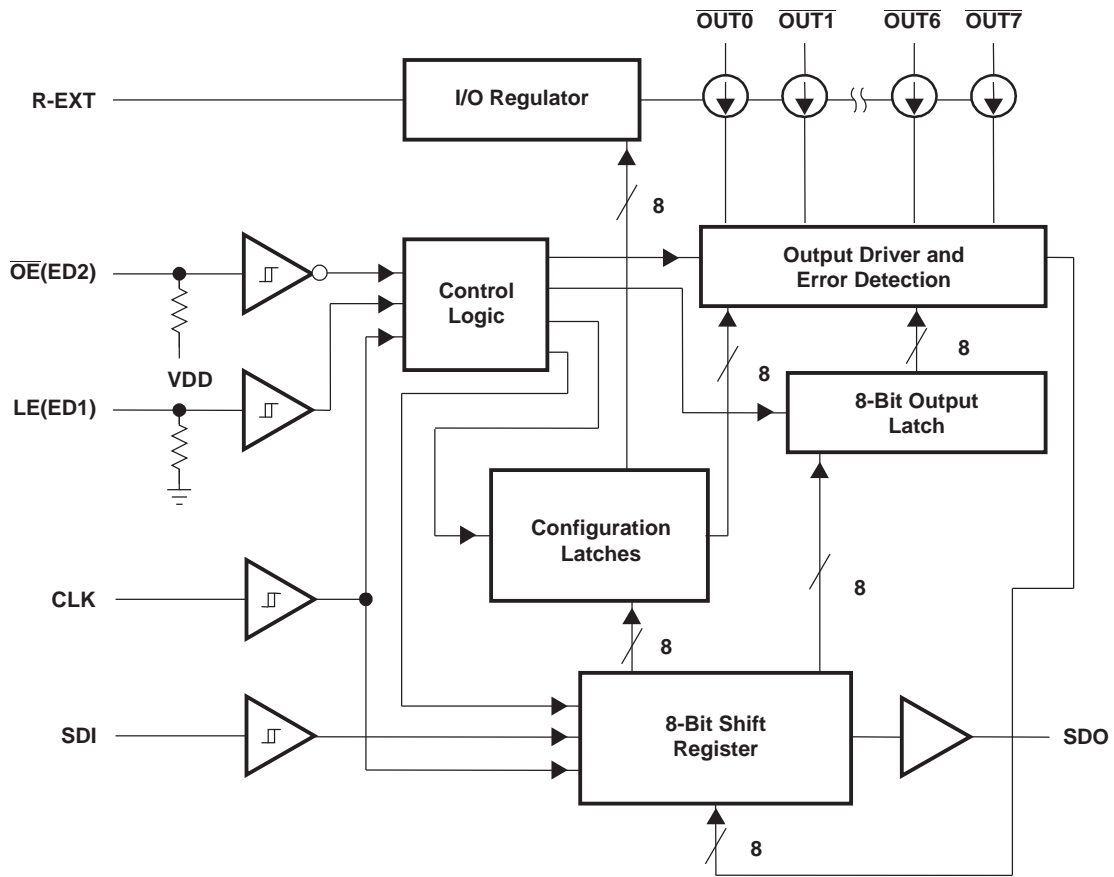 OUT0 OUT1 OUT6 OUT7
R-EXT
I/O Regulator
8
OE(ED2)
Control
Logic
Output Driver and
Error Detection
VDD
8
8
LE(ED1)
8-Bit Output
Latch
Configuration
Latches
CLK
8
8
SDI
8-Bit Shift
Register
SDO
8